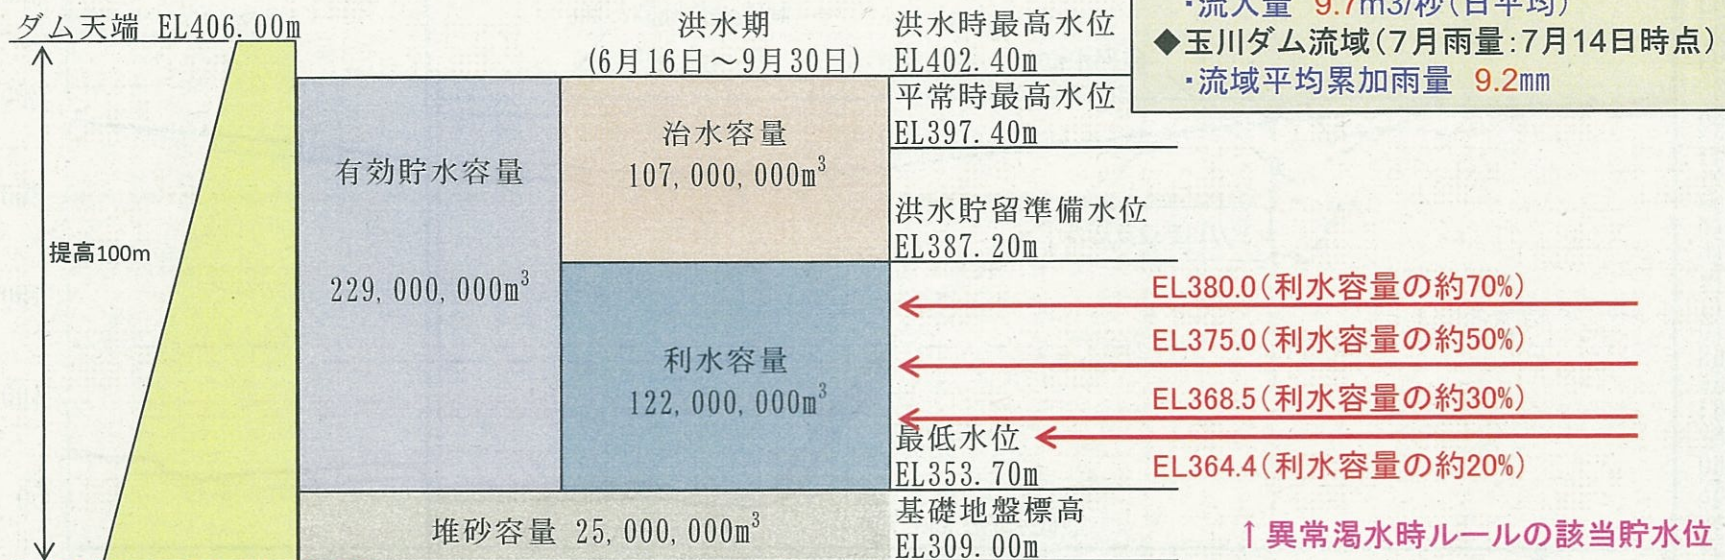 ダム天端 EL406.00m
洪水期
(6月16日～9月30日)
洪水時最高水位
EL402.40m
・流入量 9.7m3/秒(日平均)
◆玉川ダム流域(7月雨量:7月14日時点)
・流域平均累加雨量 9.2mm
平常時最高水位
EL397.40m
治水容量
107,000,000m³
有効貯水容量
229,000,000m³
提高100m
洪水貯留準備水位
EL387.20m
EL380.0(利水容量の約70%)
EL375.0(利水容量の約50%)
利水容量
122,000,000m³
EL368.5(利水容量の約30%)
最低水位
EL353.70m
EL364.4(利水容量の約20%)
堆砂容量 25,000,000m³
基礎地盤標高
EL309.00m
↑異常渇水時ルールの該当貯水位